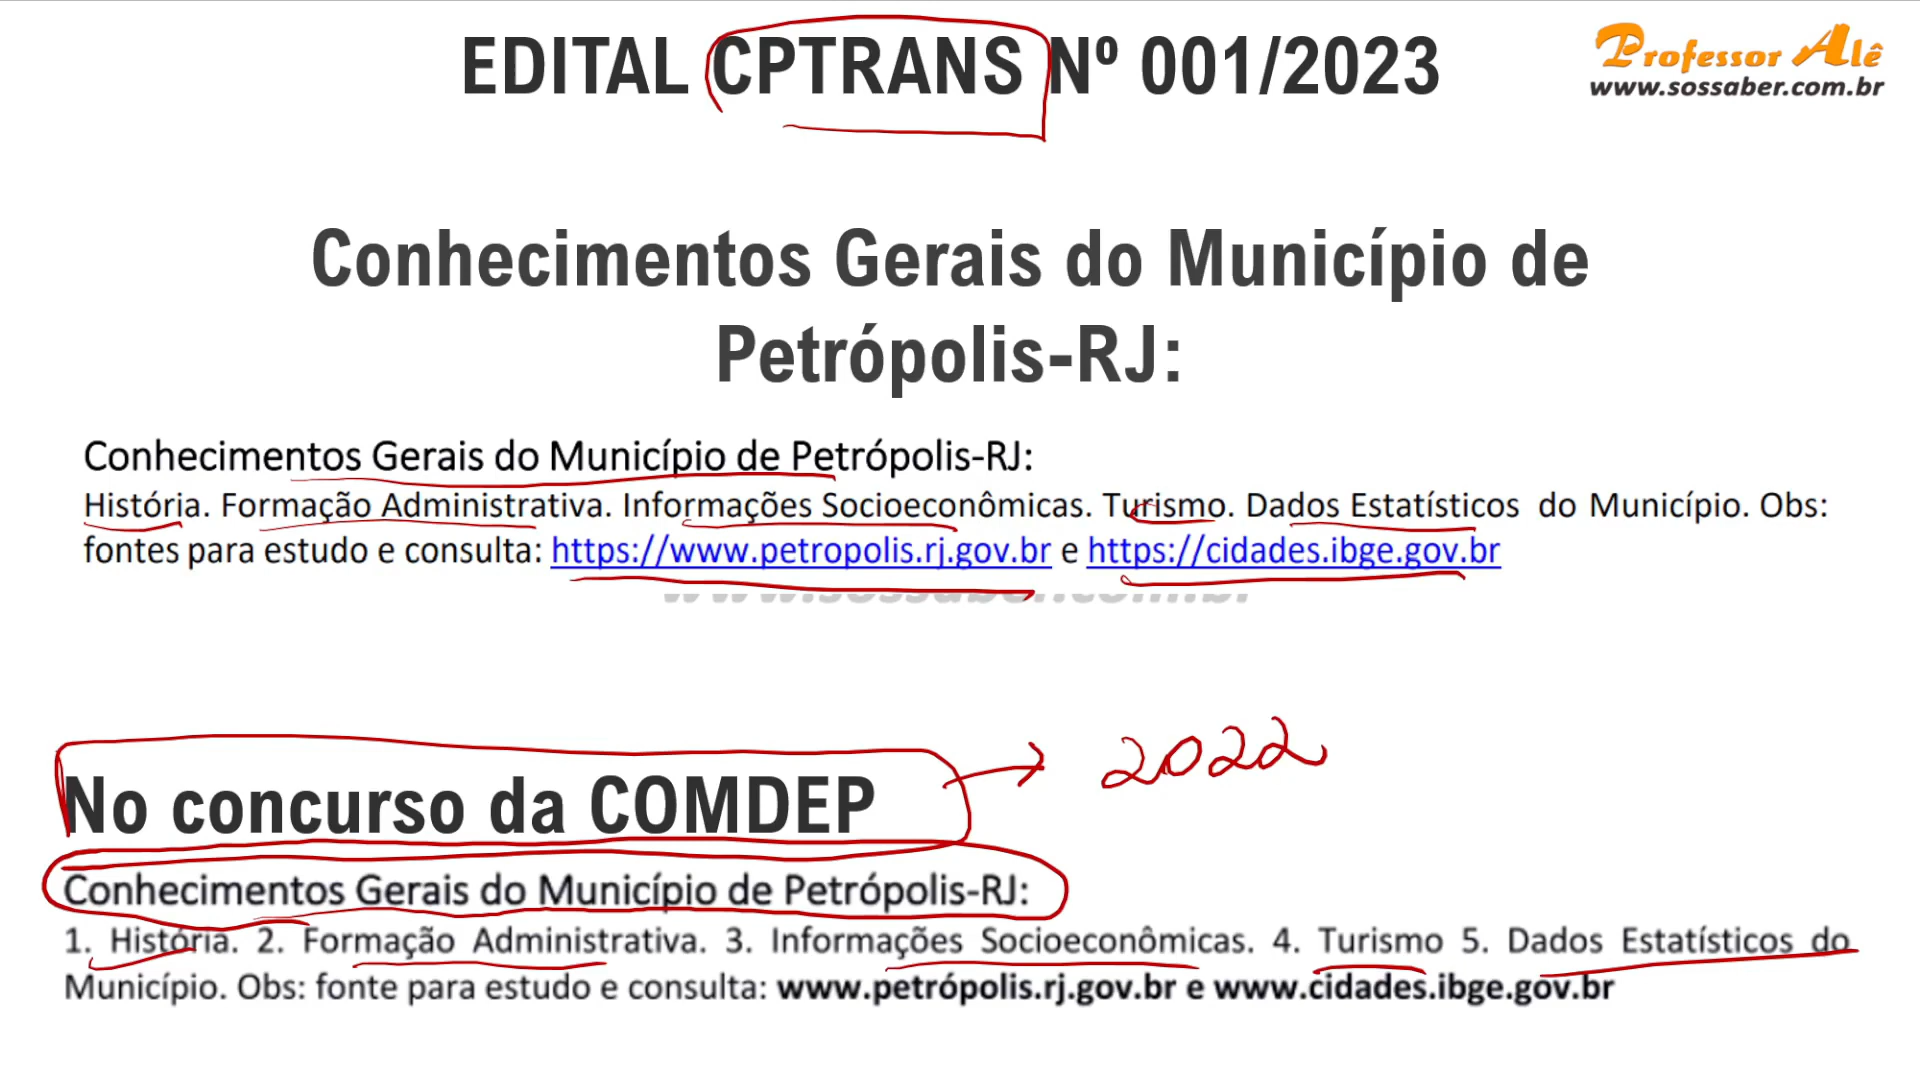 EDITAL CPTRANS Nº 001/2023
Professor Alê
www.sossaber.com.br
Conhecimentos Gerais do Município de
Petrópolis-RJ:
Conhecimentos Gerais do Município de Petrópolis-RJ:
História. Formação Administrativa. Informações Socioeconômicas. Turismo. Dados Estatísticos do Município. Obs:
fontes para estudo e consulta: https://www.petropolis.rj.gov.br e https://cidades.ibge.gov.br
www.sossaber.com.br
2022
No concurso da COMDEP
Conhecimentos Gerais do Município de Petrópolis-RJ:
1. História. 2. Formação Administrativa. 3. Informações Socioeconômicas. 4. Turismo 5. Dados Estatísticos do
Município. Obs: fonte para estudo e consulta: www.petrópolis.rj.gov.br e www.cidades.ibge.gov.br